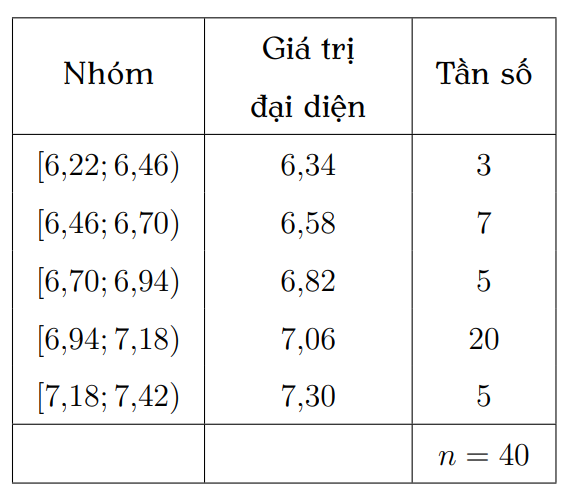 Nhóm Giá trị đại diện Tần số
[6,22; 6,46) 6,34 3
[6,46; 6,70) 6,58 7
[6,70; 6,94) 6,82 5
[6,94; 7,18) 7,06 20
[7,18; 7,42) 7,30 5
n = 40